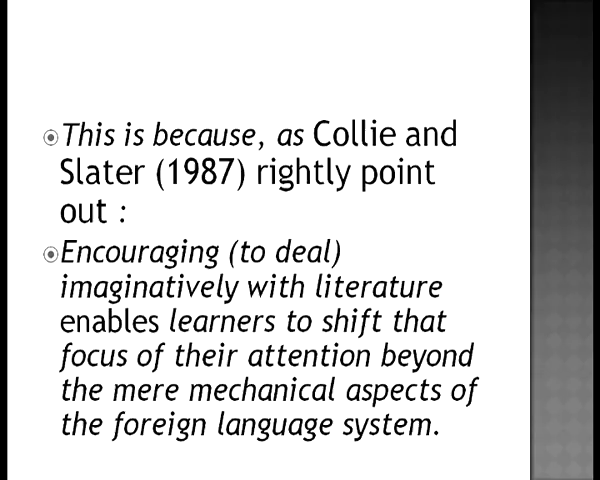 This is because, as Collie and
Slater (1987) rightly point
out :
Encouraging (to deal)
imaginatively with literature
enables learners to shift that
focus of their attention beyond
the mere mechanical aspects of
the foreign language system.